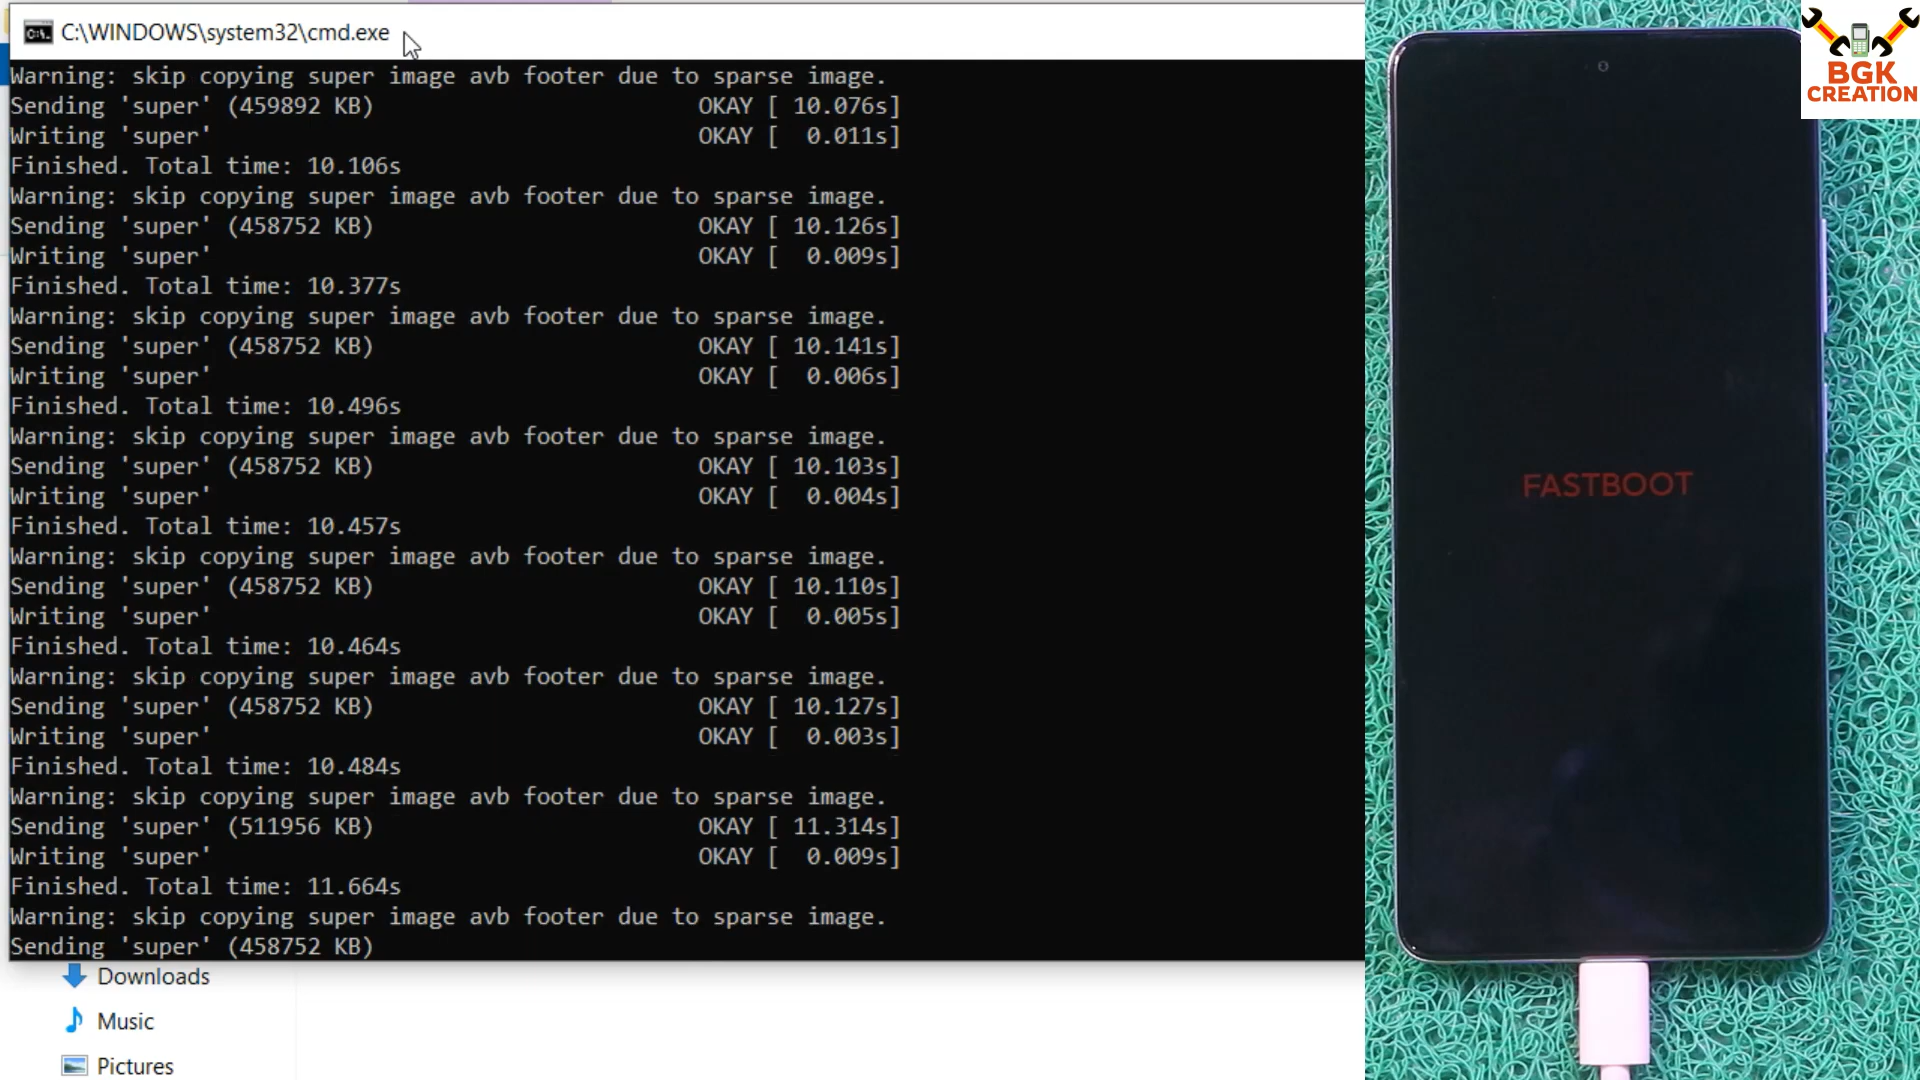 C:\WINDOWS\system32\cmd.exe
Warning: skip copying super image avb footer due to sparse image.
Sending 'super' (459892 KB) OKAY [ 10.076s]
Writing 'super' OKAY [ 0.011s]
Finished. Total time: 10.106s
Warning: skip copying super image avb footer due to sparse image.
Sending 'super' (458752 KB) OKAY [ 10.126s]
Writing 'super' OKAY [ 0.009s]
Finished. Total time: 10.377s
Warning: skip copying super image avb footer due to sparse image.
Sending 'super' (458752 KB) OKAY [ 10.141s]
Writing 'super' OKAY [ 0.006s]
Finished. Total time: 10.496s
Warning: skip copying super image avb footer due to sparse image.
Sending 'super' (458752 KB) OKAY [ 10.103s]
Writing 'super' OKAY [ 0.004s]
Finished. Total time: 10.457s
Warning: skip copying super image avb footer due to sparse image.
Sending 'super' (458752 KB) OKAY [ 10.110s]
Writing 'super' OKAY [ 0.005s]
Finished. Total time: 10.464s
Warning: skip copying super image avb footer due to sparse image.
Sending 'super' (458752 KB) OKAY [ 10.127s]
Writing 'super' OKAY [ 0.003s]
Finished. Total time: 10.484s
Warning: skip copying super image avb footer due to sparse image.
Sending 'super' (511956 KB) OKAY [ 11.314s]
Writing 'super' OKAY [ 0.009s]
Finished. Total time: 11.664s
Warning: skip copying super image avb footer due to sparse image.
Sending 'super' (458752 KB)
Downloads
Music
Pictures
FASTBOOT
BGK
CREATION